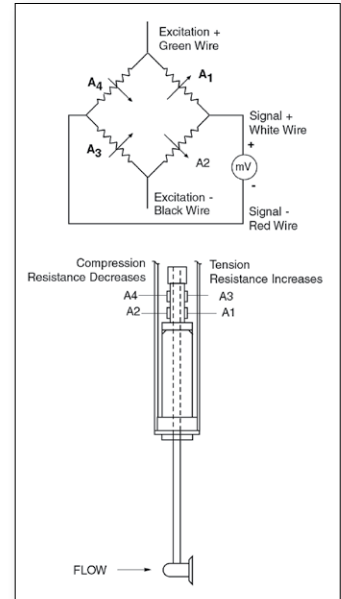 Excitation +
Green Wire
A4
A1
Signal +
White Wire
+
mV
-
A3
A2
Excitation -
Black Wire
Signal -
Red Wire
Compression
Resistance Decreases
Tension
Resistance Increases
A4
A3
A2
A1
FLOW